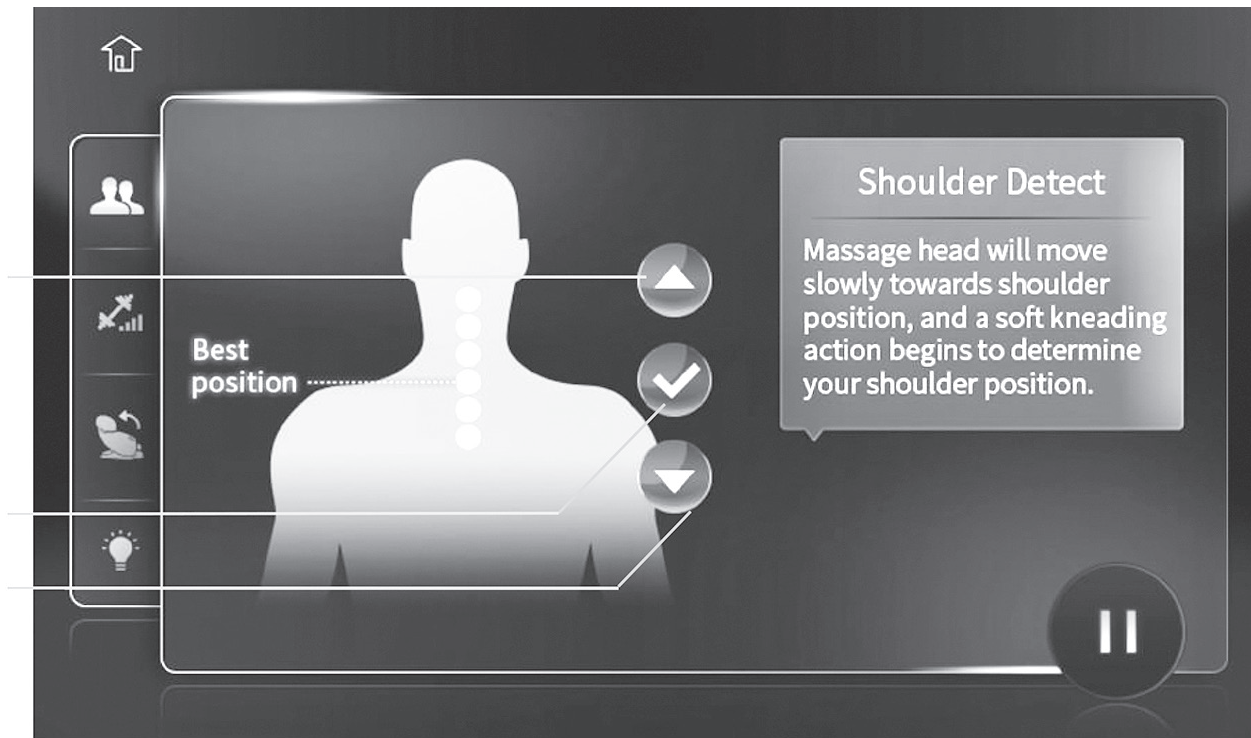 Best
position
Shoulder Detect
Massage head will move
slowly towards shoulder
position, and a soft kneading
action begins to determine
your shoulder position.